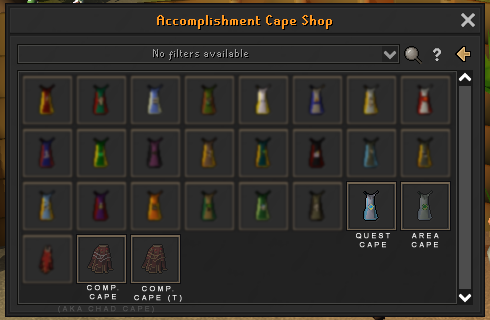 Accomplishment Cape Shop
No filters available
?
QUEST
CAPE
AREA
CAPE
COMP.
CAPE
COMP.
CAPE (T)
(AKA CHAD CAPE)